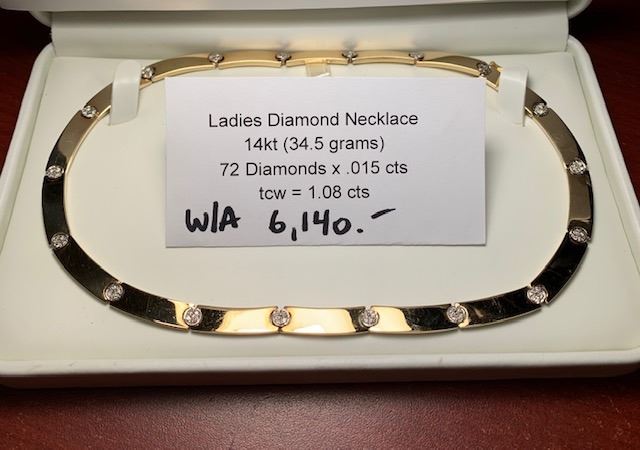 Ladies Diamond Necklace
14kt (34.5 grams)
72 Diamonds x .015 cts
tcw = 1.08 cts
W/A 6,140.-